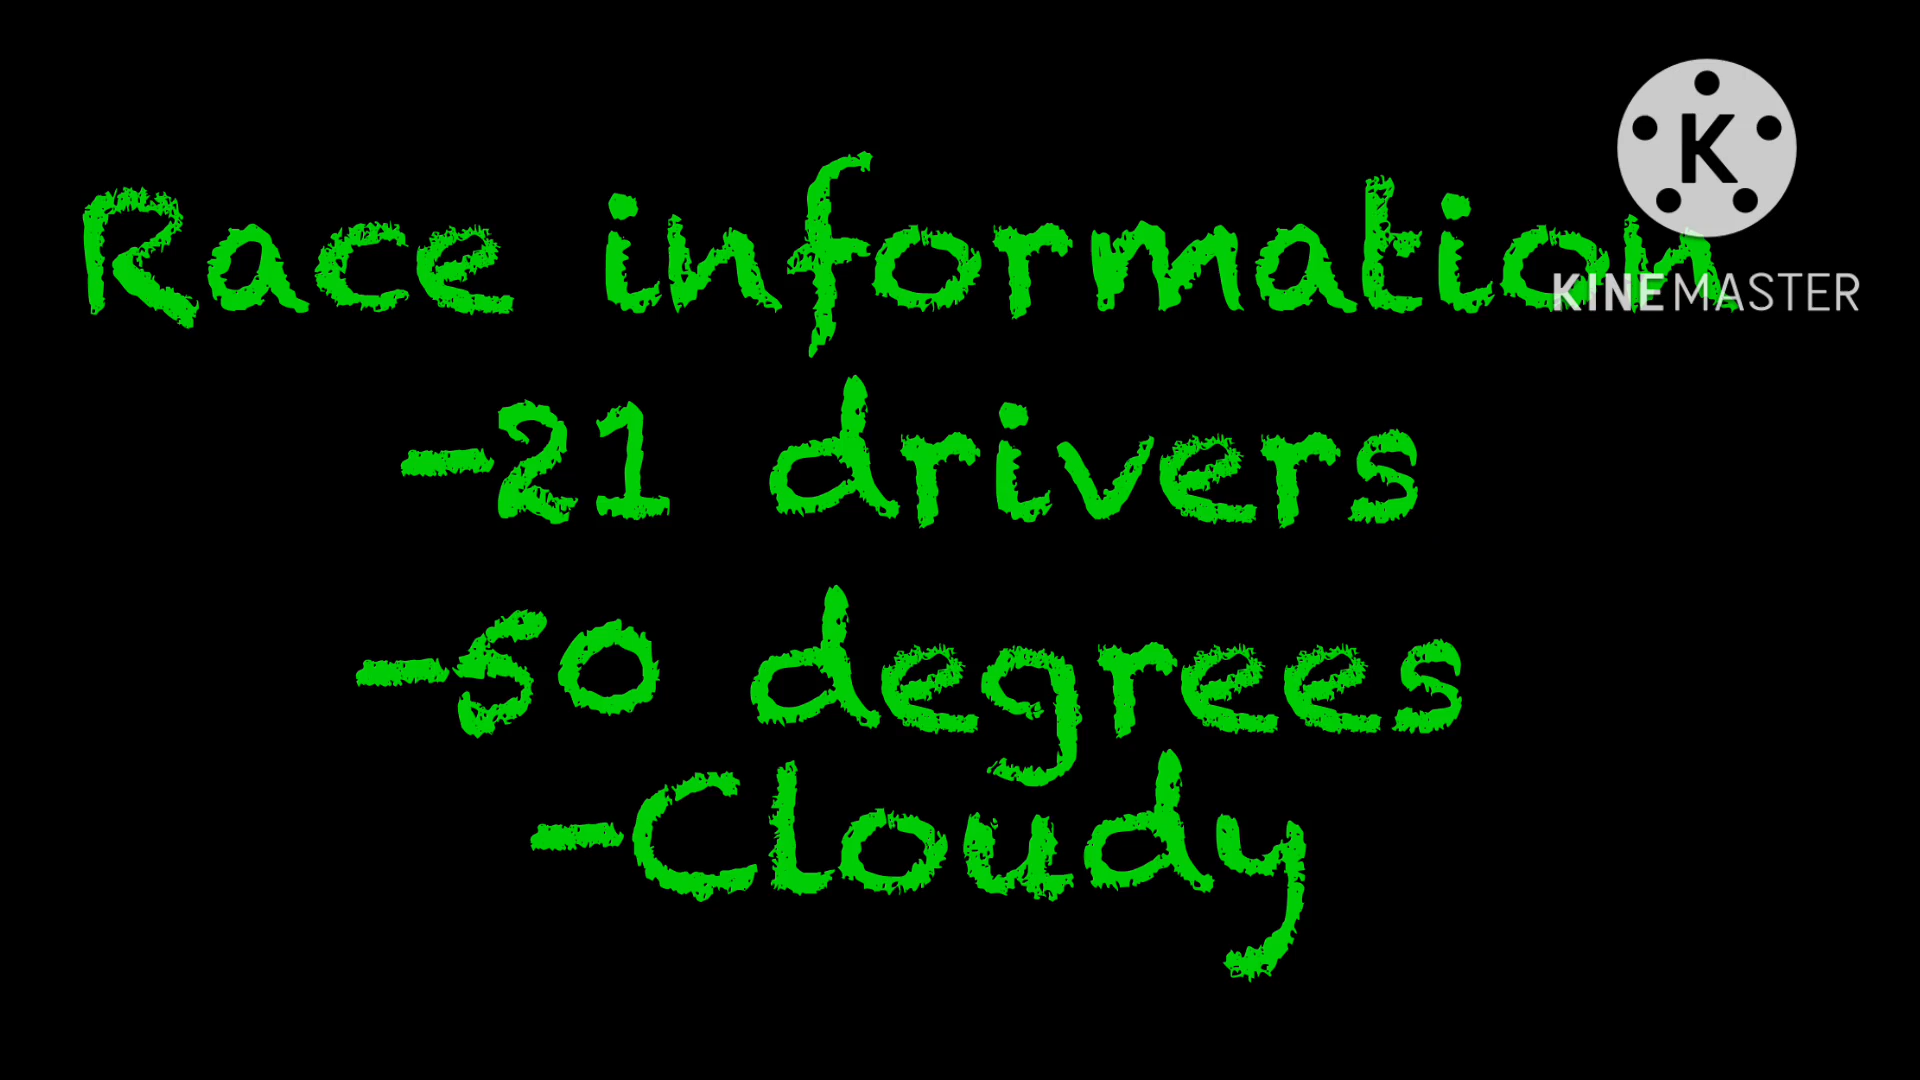 Race information
KINEMASTER
-21 drivers
-50 degrees
-Cloudy